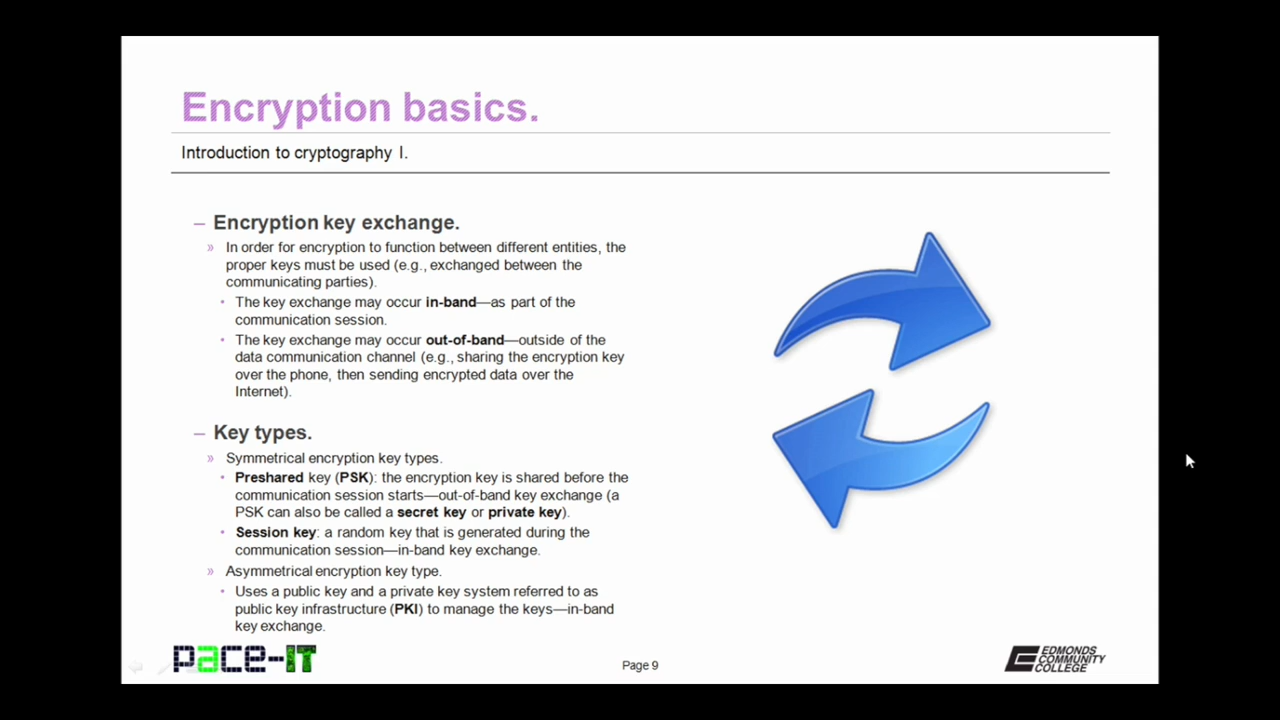 Encryption basics.
Introduction to cryptography I.
– Encryption key exchange.
» In order for encryption to function between different entities, the
proper keys must be used (e.g., exchanged between the
communicating parties).
• The key exchange may occur in-band—as part of the
communication session.
• The key exchange may occur out-of-band—outside of the
data communication channel (e.g., sharing the encryption key
over the phone, then sending encrypted data over the
Internet).
– Key types.
» Symmetrical encryption key types.
• Preshared key (PSK): the encryption key is shared before the
communication session starts—out-of-band key exchange (a
PSK can also be called a secret key or private key).
• Session key: a random key that is generated during the
communication session—in-band key exchange.
» Asymmetrical encryption key type.
• Uses a public key and a private key system referred to as
public key infrastructure (PKI) to manage the keys—in-band
key exchange.
pace-IT
Page 9
EDMONDS
COMMUNITY
COLLEGE